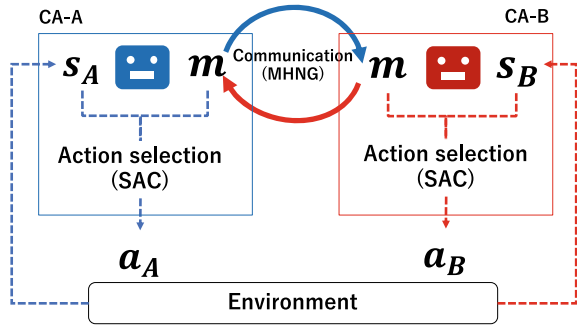 CA-A
CA-B
s_A
m
Communication
(MHNG)
m
s_B
Action selection
(SAC)
Action selection
(SAC)
a_A
a_B
Environment